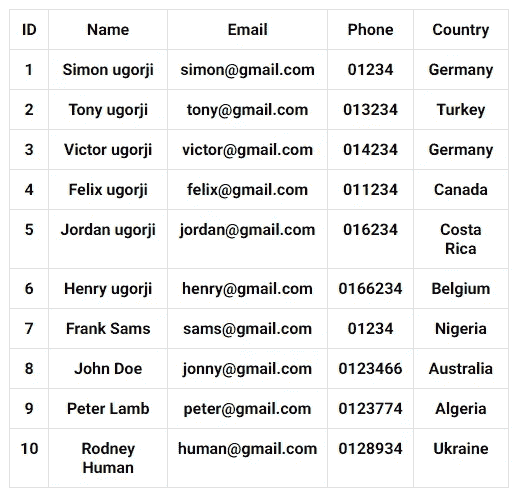 ID Name Email Phone Country
1 Simon ugorji simon@gmail.com 01234 Germany
2 Tony ugorji tony@gmail.com 013234 Turkey
3 Victor ugorji victor@gmail.com 014234 Germany
4 Felix ugorji felix@gmail.com 011234 Canada
5 Jordan ugorji jordan@gmail.com 016234 Costa
Rica
6 Henry ugorji henry@gmail.com 0166234 Belgium
7 Frank Sams sams@gmail.com 01234 Nigeria
8 John Doe jonny@gmail.com 0123466 Australia
9 Peter Lamb peter@gmail.com 0123774 Algeria
10 Rodney human@gmail.com 0128934 Ukraine
Human